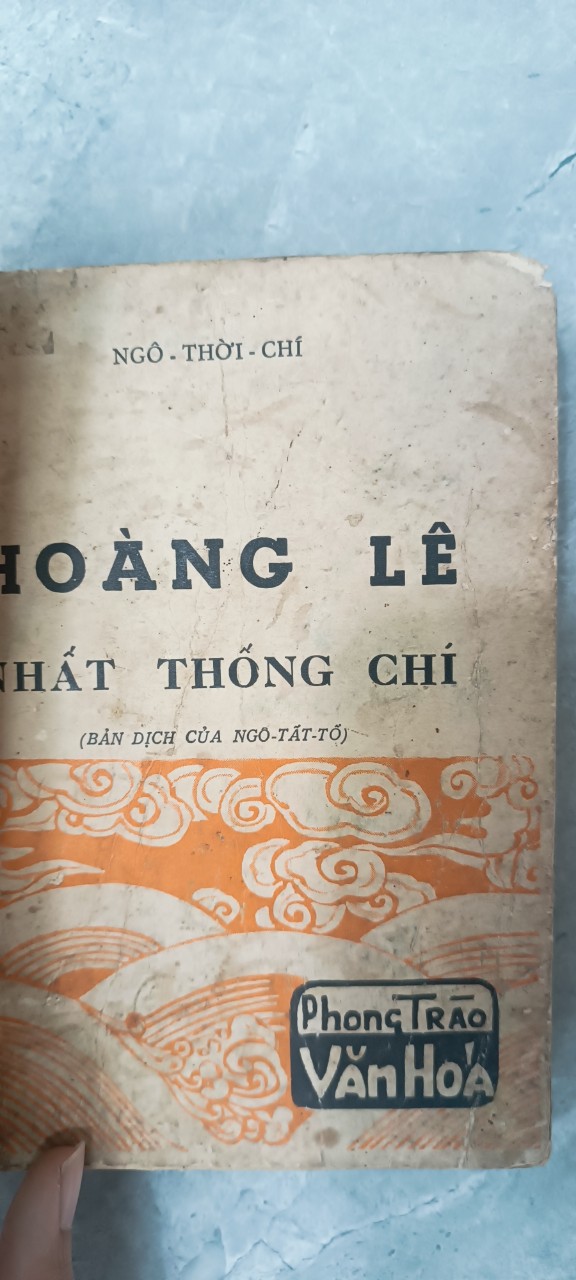 NGÔ - THỜI - CHÍ
HOÀNG LÊ
NHẤT THỐNG CHÍ
(BẢN DỊCH CỦA NGÔ-TẤT-TỐ)
Phong TRÀO
VĂn HoÁ